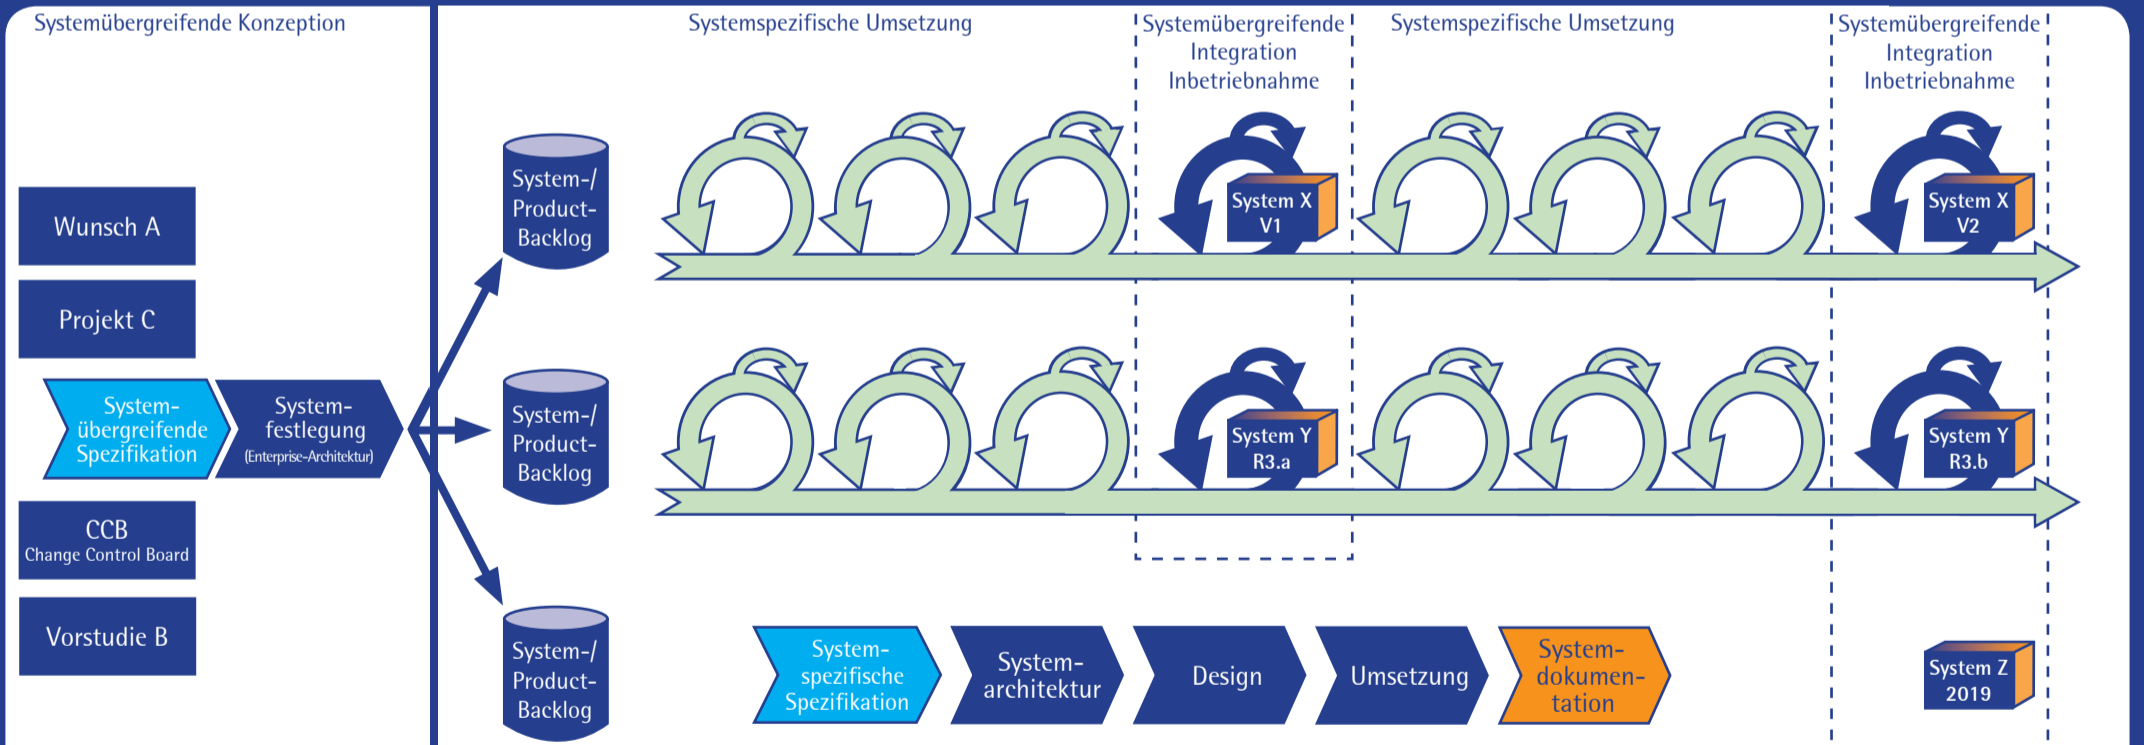 Systemübergreifende Konzeption
Systemspezifische Umsetzung
Systemübergreifende
Integration
Inbetriebnahme
Systemspezifische Umsetzung
Systemübergreifende
Integration
Inbetriebnahme
Wunsch A
Projekt C
System-
übergreifende
Spezifikation
System-
festlegung
(Enterprise-Architektur)
CCB
Change Control Board
Vorstudie B
System-/
Product-
Backlog
System X
V1
System X
V2
System-/
Product-
Backlog
System Y
R3.a
System Y
R3.b
System-/
Product-
Backlog
System-
spezifische
Spezifikation
System-
architektur
Design
Umsetzung
System-
dokumen-
tation
System Z
2019